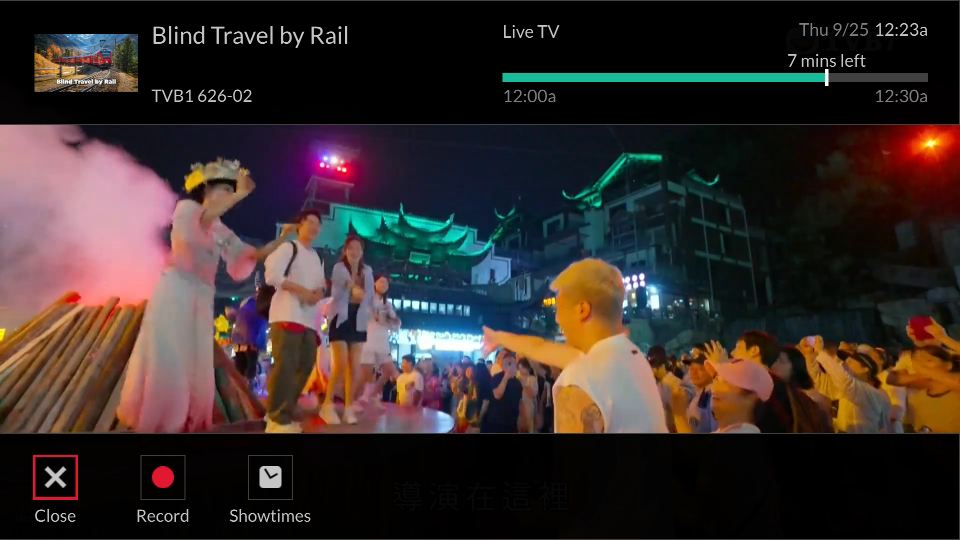 Blind Travel by Rail
Blind Travel by Rail
TVB1 626-02
Live TV
Thu 9/25 12:23a
7 mins left
12:00a
12:30a
導演在這裡
Close
Record
Showtimes